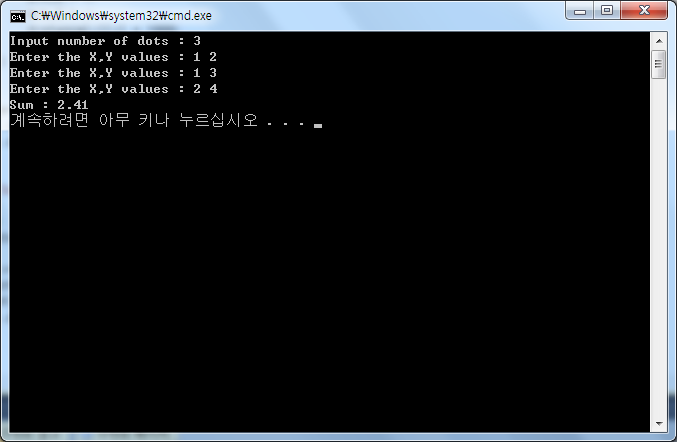 C:₩Windows₩system32₩cmd.exe
Input number of dots : 3
Enter the X,Y values : 1 2
Enter the X,Y values : 1 3
Enter the X,Y values : 2 4
Sum : 2.41
계속하려면 아무 키나 누르십시오 . . .